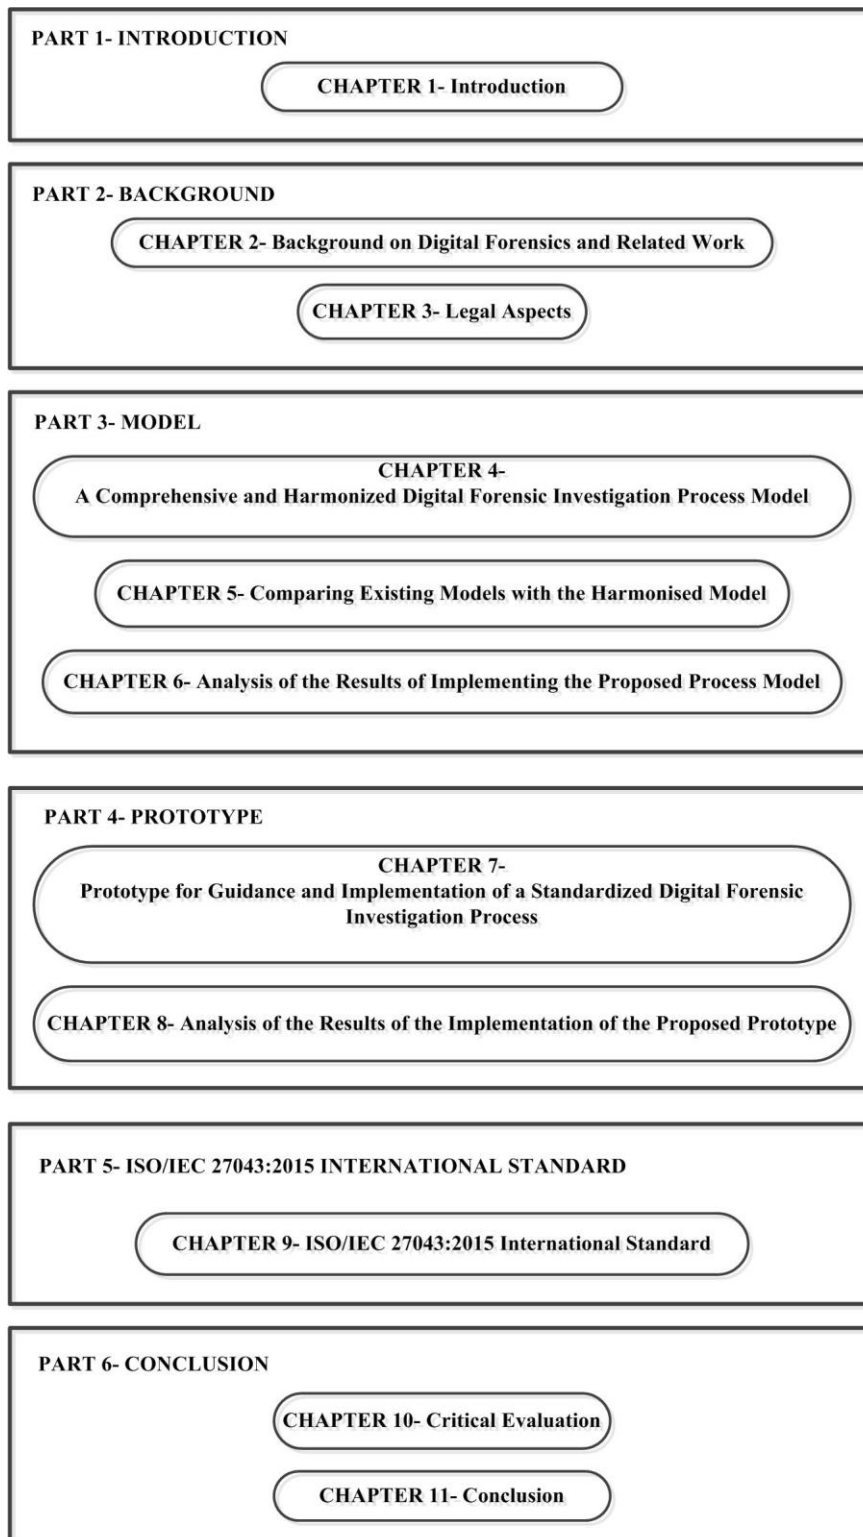 PART 1- INTRODUCTION
CHAPTER 1- Introduction
PART 2- BACKGROUND
CHAPTER 2- Background on Digital Forensics and Related Work
CHAPTER 3- Legal Aspects
PART 3- MODEL
CHAPTER 4-
A Comprehensive and Harmonized Digital Forensic Investigation Process Model
CHAPTER 5- Comparing Existing Models with the Harmonised Model
CHAPTER 6- Analysis of the Results of Implementing the Proposed Process Model
PART 4- PROTOTYPE
CHAPTER 7-
Prototype for Guidance and Implementation of a Standardized Digital Forensic
Investigation Process
CHAPTER 8- Analysis of the Results of the Implementation of the Proposed Prototype
PART 5- ISO/IEC 27043:2015 INTERNATIONAL STANDARD
CHAPTER 9- ISO/IEC 27043:2015 International Standard
PART 6- CONCLUSION
CHAPTER 10- Critical Evaluation
CHAPTER 11- Conclusion